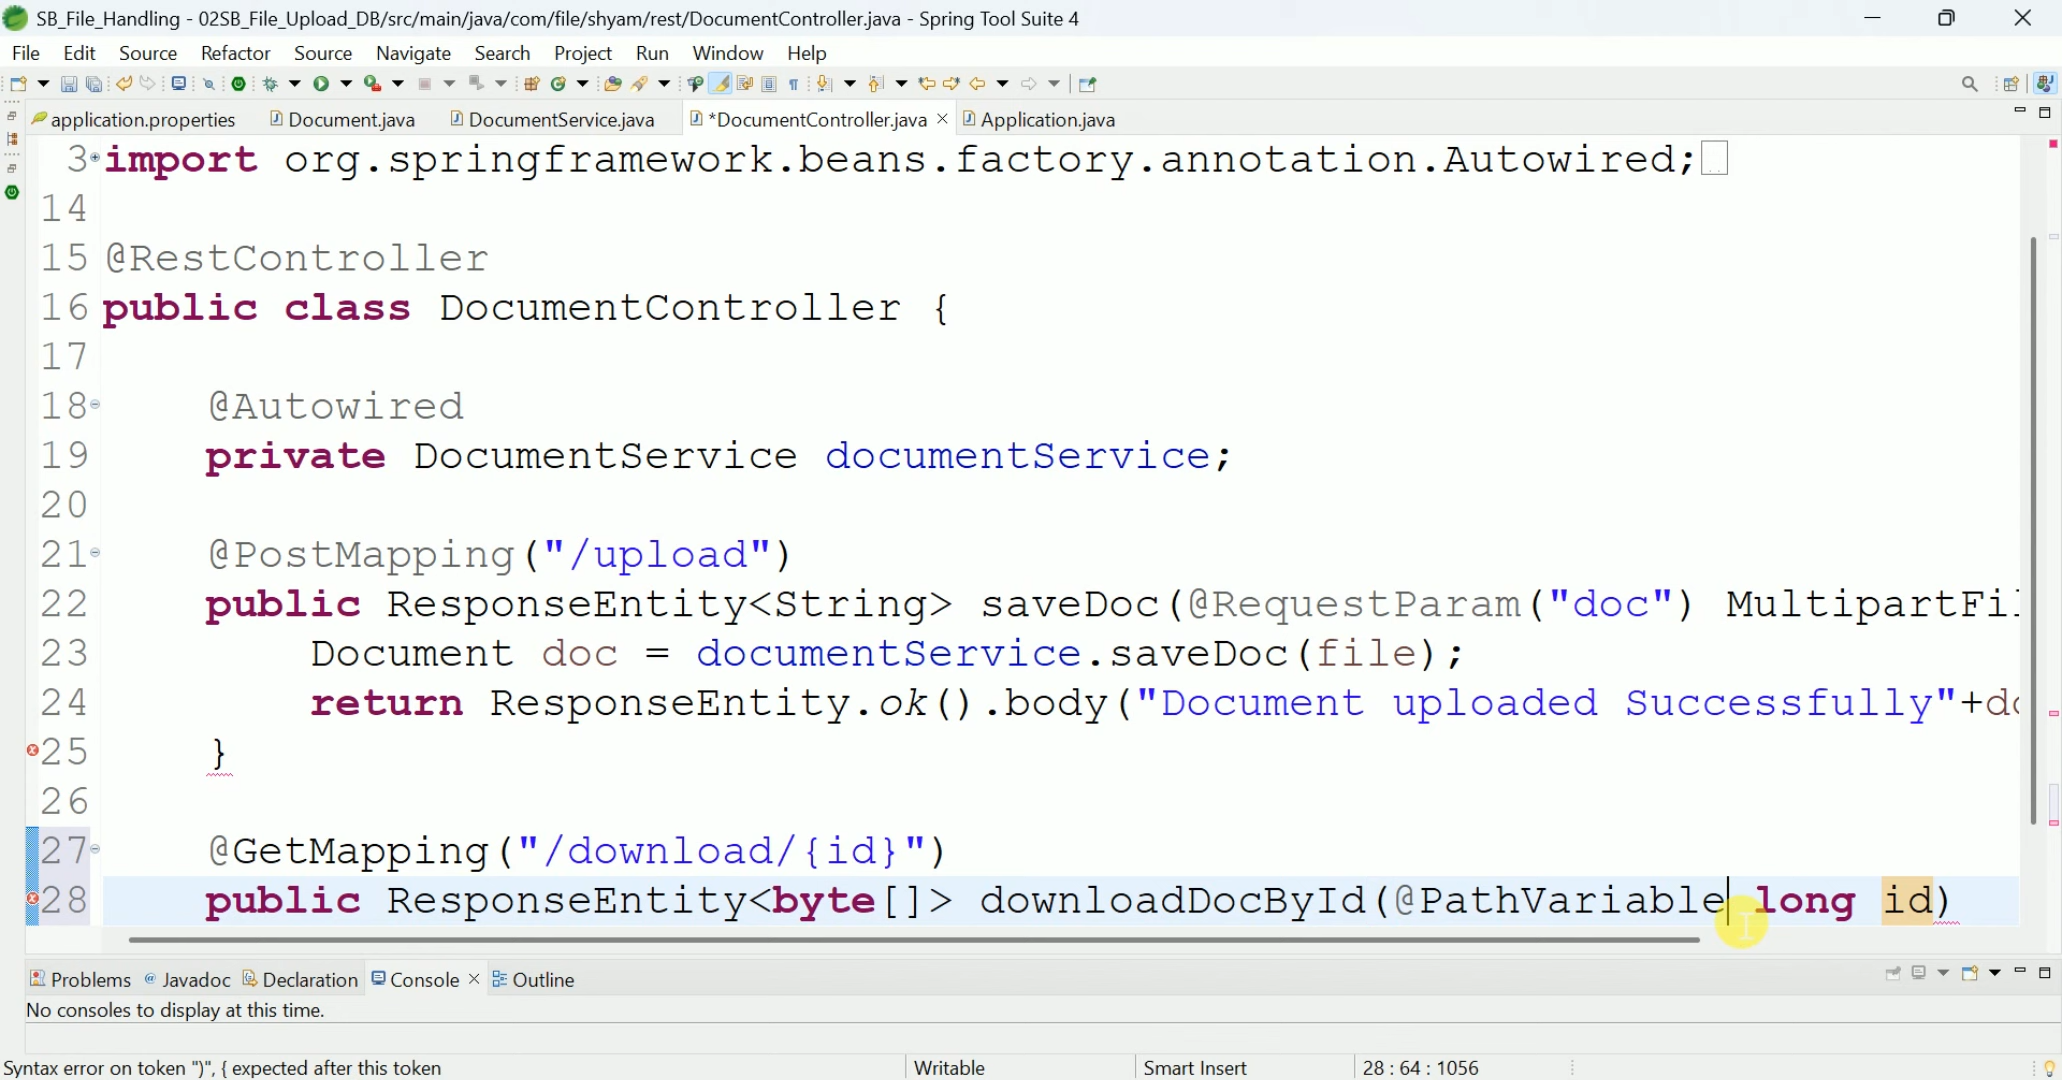 SB_File_Handling - 02SB_File_Upload_DB/src/main/java/com/file/shyam/rest/DocumentController.java - Spring Tool Suite 4
File Edit Source Refactor Source Navigate Search Project Run Window Help
application.properties Document.java DocumentService.java *DocumentController.java Application.java
3 import org.springframework.beans.factory.annotation.Autowired;
14
15 @RestController
16 public class DocumentController {
17
18 @Autowired
19 private DocumentService documentService;
20
21 @PostMapping("/upload")
22 public ResponseEntity<String> saveDoc(@RequestParam("doc") MultipartFil
23 Document doc = documentService.saveDoc(file);
24 return ResponseEntity.ok().body("Document uploaded Successfully"+do
25 }
26
27 @GetMapping("/download/{id}")
28 public ResponseEntity<byte[]> downloadDocById(@PathVariable long id)
Problems Javadoc Declaration Console Outline
No consoles to display at this time.
Syntax error on token ")", { expected after this token Writable Smart Insert 28 : 64 : 1056